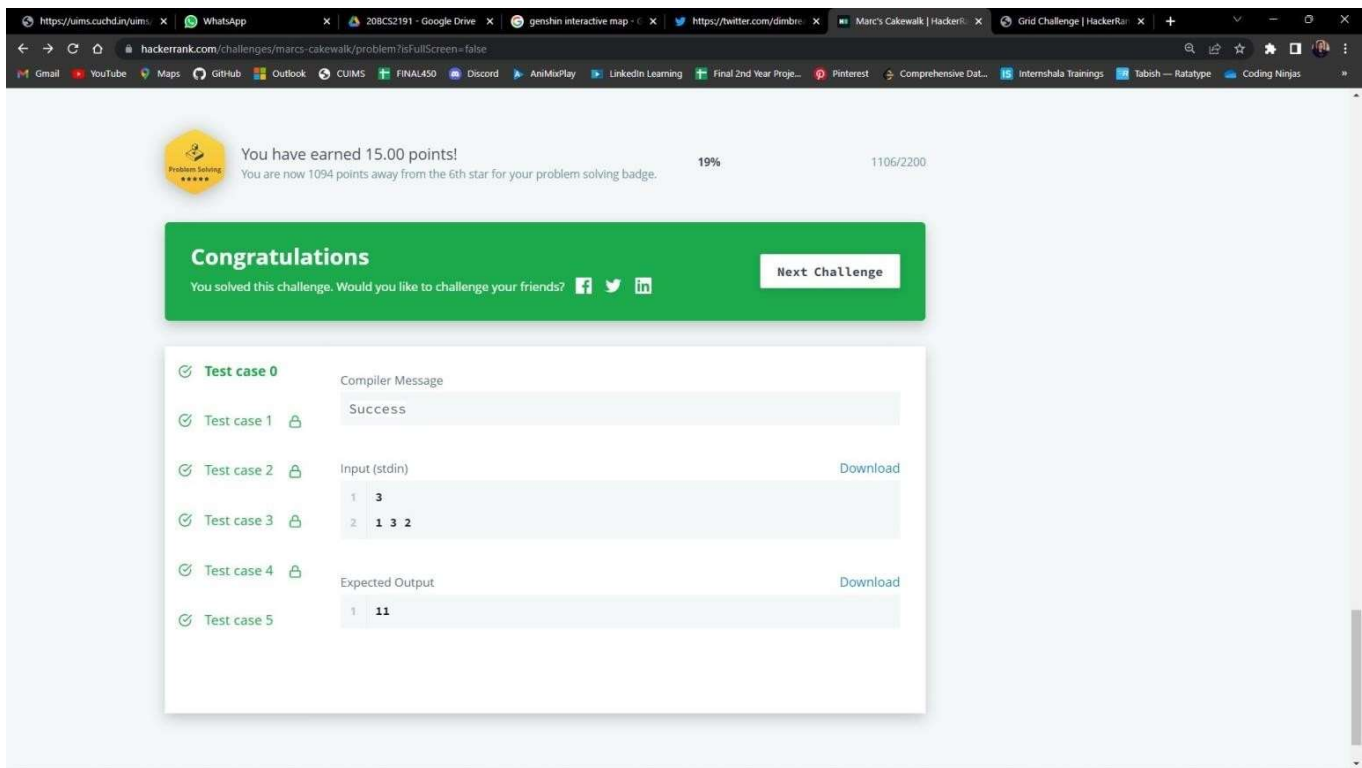 https://uims.cuchd.in/uims/ WhatsApp 20BCS2191 - Google Drive genshin interactive map - G https://twitter.com/dimbre Marc's Cakewalk | HackerR Grid Challenge | HackerRan
hackerrank.com/challenges/marcs-cakewalk/problem?isFullScreen=false
Gmail YouTube Maps GitHub Outlook CUIMS FINAL450 Discord AniMixPlay LinkedIn Learning Final 2nd Year Proje... Pinterest Comprehensive Dat... Internshala Trainings Tabish — Ratatype Coding Ninjas »
Problem Solving
You have earned 15.00 points!
19%
1106/2200
You are now 1094 points away from the 6th star for your problem solving badge.
Congratulations
You solved this challenge. Would you like to challenge your friends?
Next Challenge
Test case 0
Compiler Message
Success
Test case 1
Test case 2
Input (stdin)
Download
1 3
Test case 3
2 1 3 2
Test case 4
Expected Output
Download
1 11
Test case 5